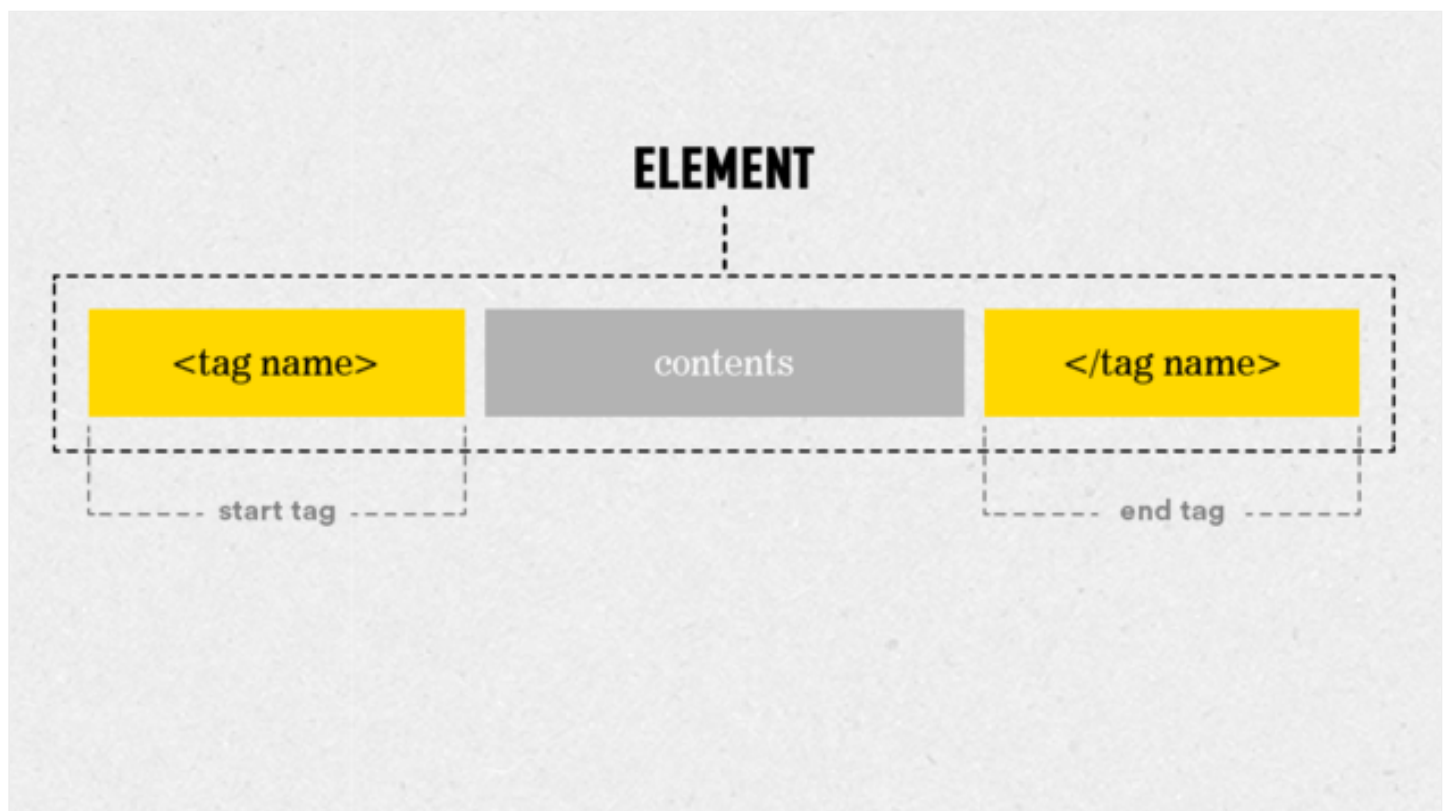 ELEMENT
<tag name>
contents
</tag name>
start tag
end tag